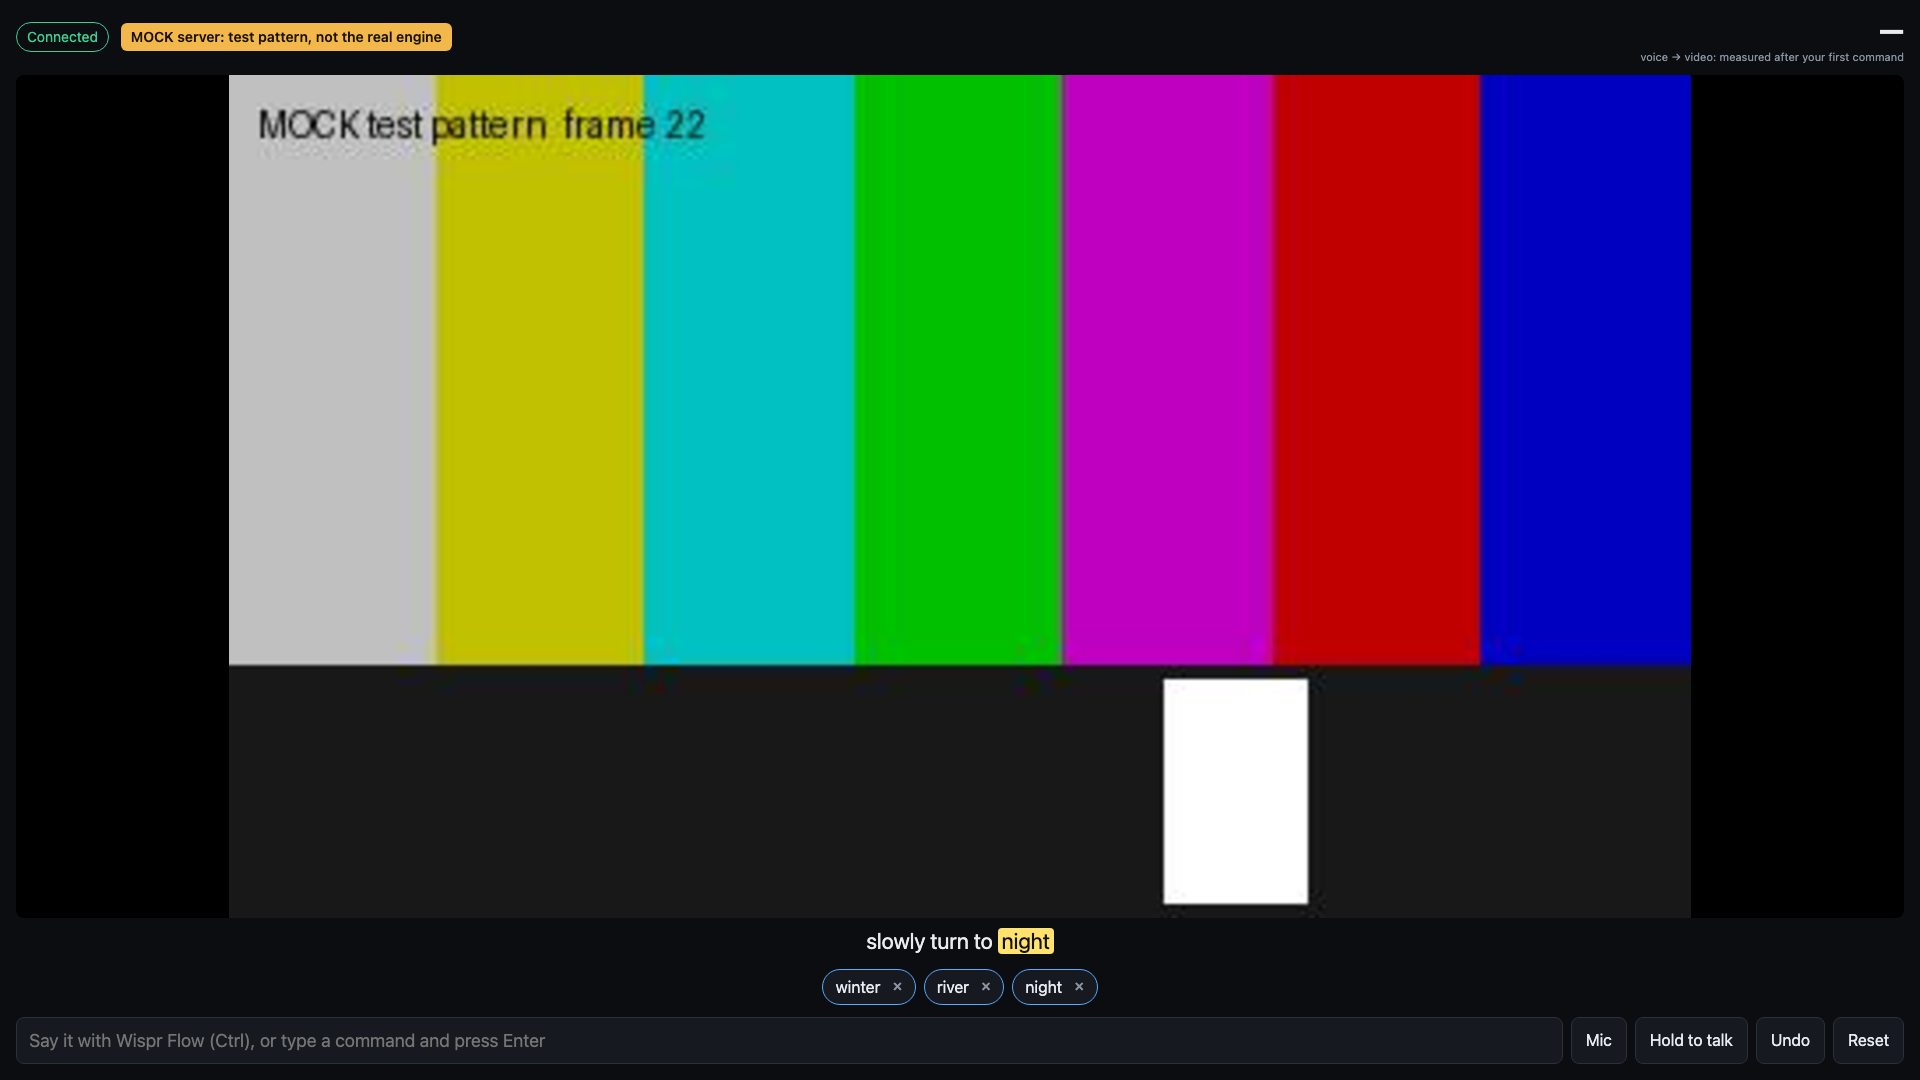 Connected
MOCK server: test pattern, not the real engine
voice → video: measured after your first command
MOCK test pattern frame 22
slowly turn to night
winter ×
river ×
night ×
Say it with Wispr Flow (Ctrl), or type a command and press Enter
Mic
Hold to talk
Undo
Reset